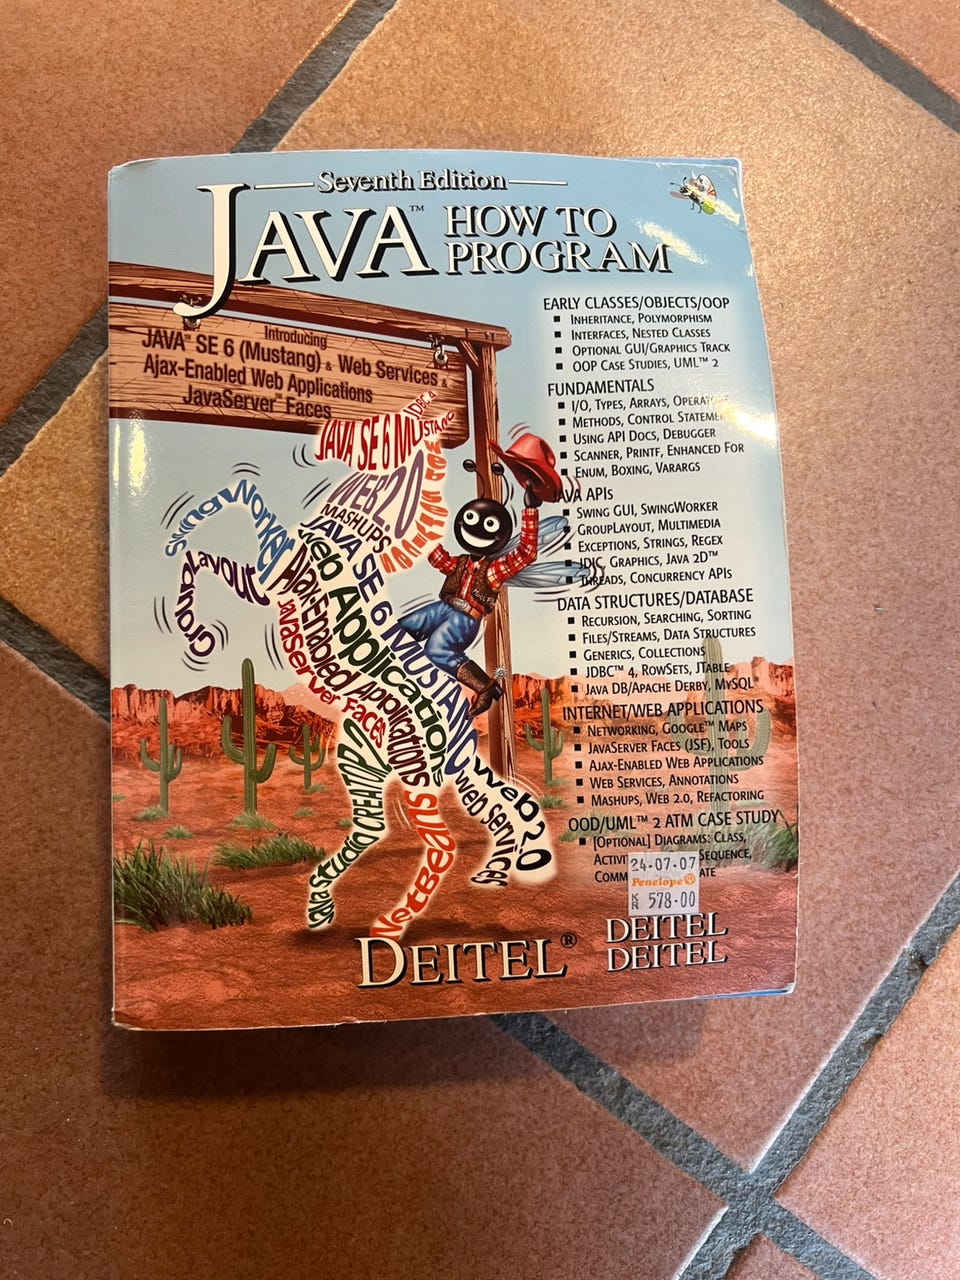 Seventh Edition
JAVA™ HOW TO
PROGRAM
Introducing
JAVA™ SE 6 (Mustang) & Web Services &
Ajax-Enabled Web Applications
JavaServer™ Faces
EARLY CLASSES/OBJECTS/OOP
■ INHERITANCE, POLYMORPHISM
■ INTERFACES, NESTED CLASSES
■ OPTIONAL GUI/GRAPHICS TRACK
■ OOP CASE STUDIES, UML™ 2
FUNDAMENTALS
■ I/O, TYPES, ARRAYS,
■ METHODS, CONTROL
■ USING API DOCS, DEBUGGER
■ SCANNER, PRINTF, ENHANCED FOR
■ ENUM, BOXING, VARARGS
JAVA APIS
■ SWING GUI, SWINGWORKER
■ GROUPLAYOUT, MULTIMEDIA
■ EXCEPTIONS, STRINGS, REGEX
■ JDIC, GRAPHICS, JAVA 2D™
■ THREADS, CONCURRENCY APIS
DATA STRUCTURES/DATABASE
■ RECURSION, SEARCHING, SORTING
■ FILES/STREAMS, DATA STRUCTURES
■ GENERICS, COLLECTIONS
■ JDBC™ 4, ROWSETS, JTABLE
■ JAVA DB/APACHE DERBY, MYSQL®
INTERNET/WEB APPLICATIONS
■ NETWORKING, GOOGLE™ MAPS
■ JAVASERVER FACES (JSF), TOOLS
■ AJAX-ENABLED WEB APPLICATIONS
■ WEB SERVICES, ANNOTATIONS
■ MASHUPS, WEB 2.0, REFACTORING
OOD/UML™ 2 ATM CASE STUDY
■ [OPTIONAL] DIAGRAMS: CLASS,
SEQUENCE,
JDBC 4
JAVA SE 6 MUSTANG
WEB 2.0
WEB SERVICES
MASHUPS
JAVA SE 6 MUSTANG
Web Applications
Ajax-Enabled Applications
JavaServer Faces
SwingWorker
GroupLayout
JavaStudio CREATOR 2
NetBeans
web services
Web 2.0
24·07·07
Penelope
KR 578·00
DEITEL®
DEITEL
DEITEL